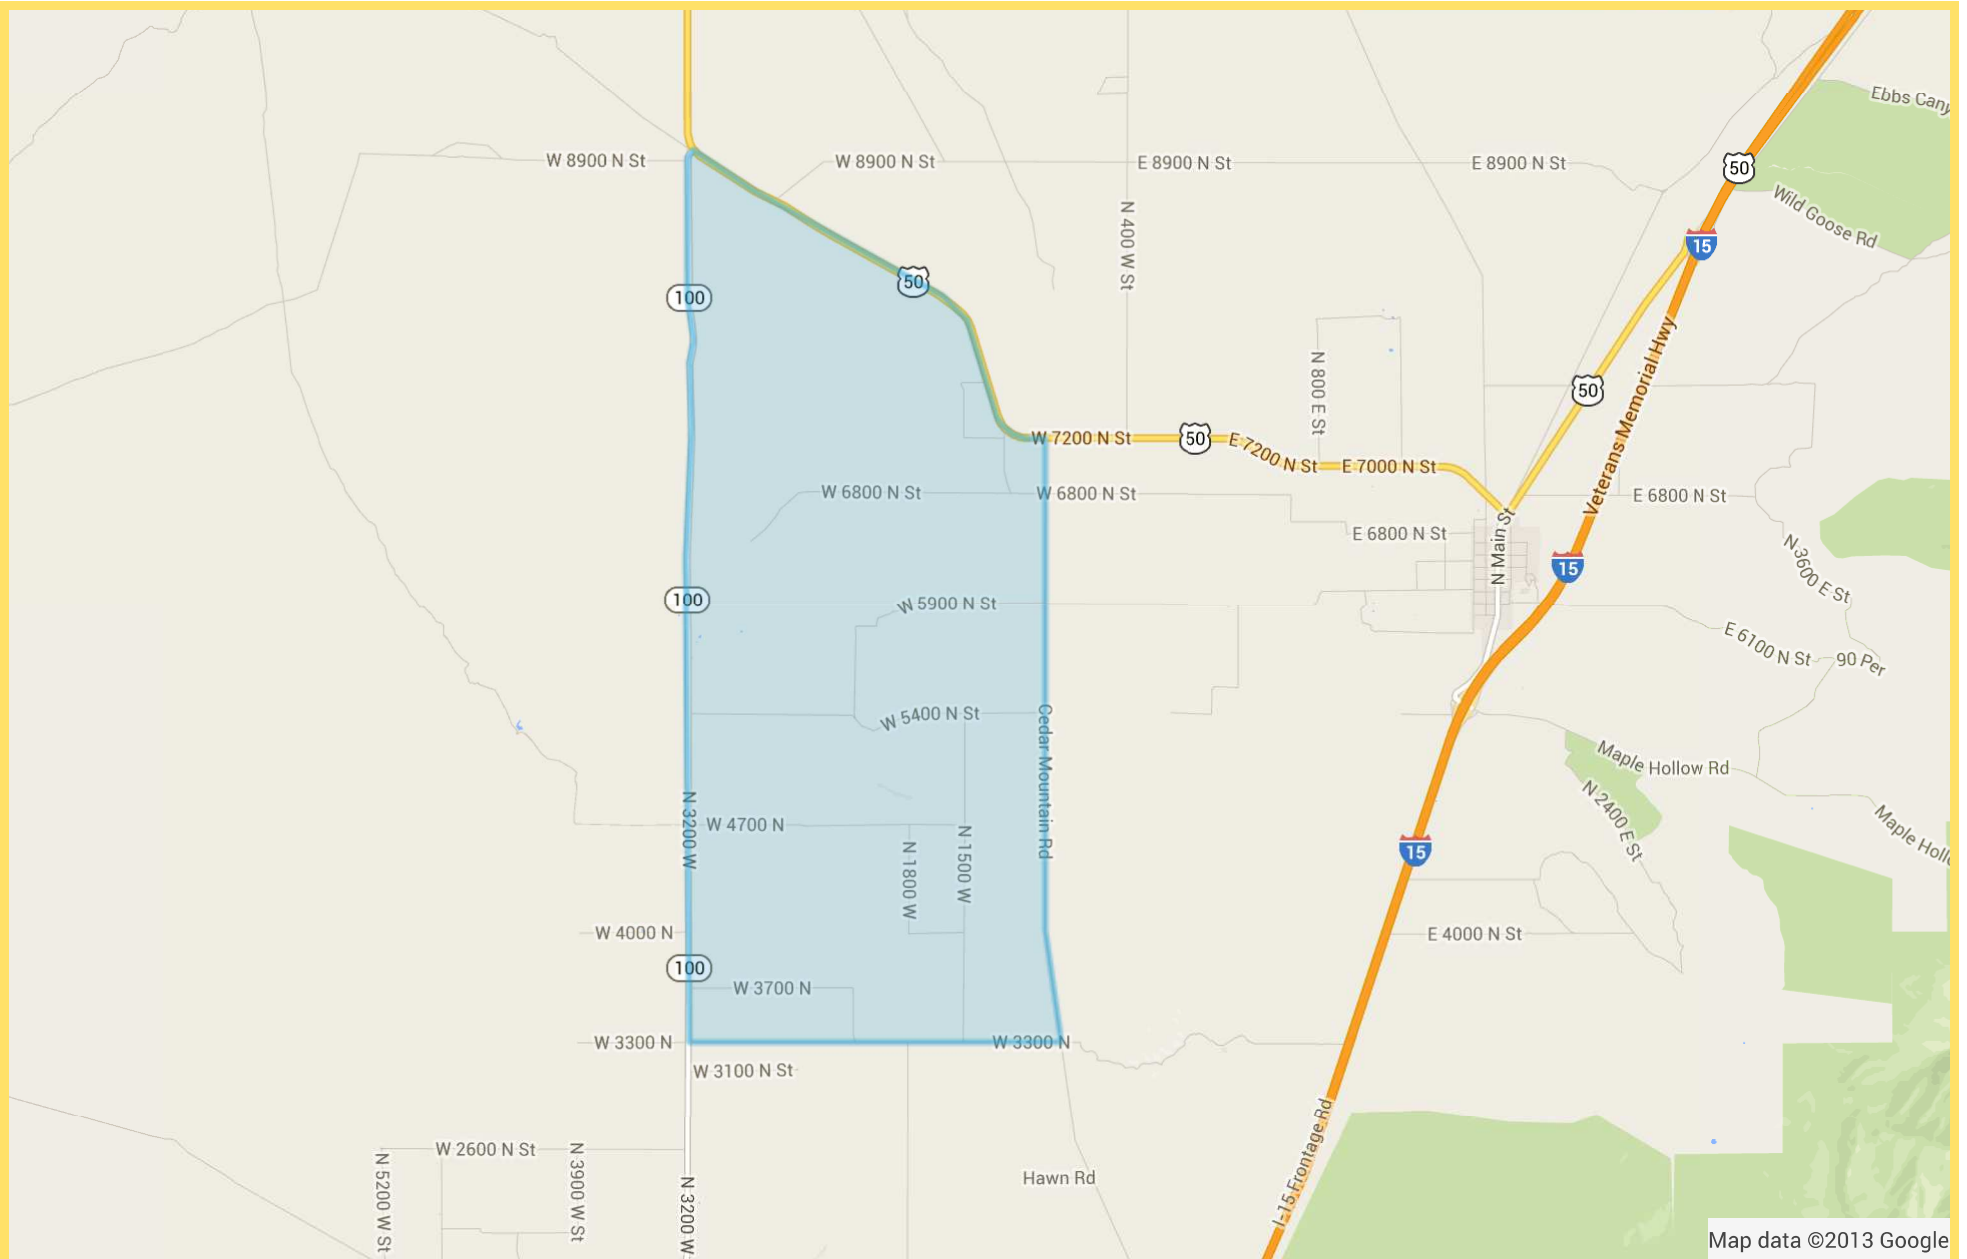 Ebbs Cany
W 8900 N St
W 8900 N St
E 8900 N St
E 8900 N St
50
Wild Goose Rd
N 400 W St
15
50
100
Veterans Memorial Hwy
N 800 E St
50
W 7200 N St
50
E 7200 N St
E 7000 N St
W 6800 N St
W 6800 N St
E 6800 N St
E 6800 N St
N Main St
N 3600 E St
15
100
W 5900 N St
E 6100 N St
90 Per
W 5400 N St
Cedar Mountain Rd
Maple Hollow Rd
N 2400 E St
Maple Hollo
N 3200 W
W 4700 N
N 1800 W
N 1500 W
15
W 4000 N
E 4000 N St
100
W 3700 N
W 3300 N
W 3300 N
W 3100 N St
W 2600 N St
N 5200 W St
N 3900 W St
N 3200 W
Hawn Rd
I-15 Frontage Rd
Map data ©2013 Google